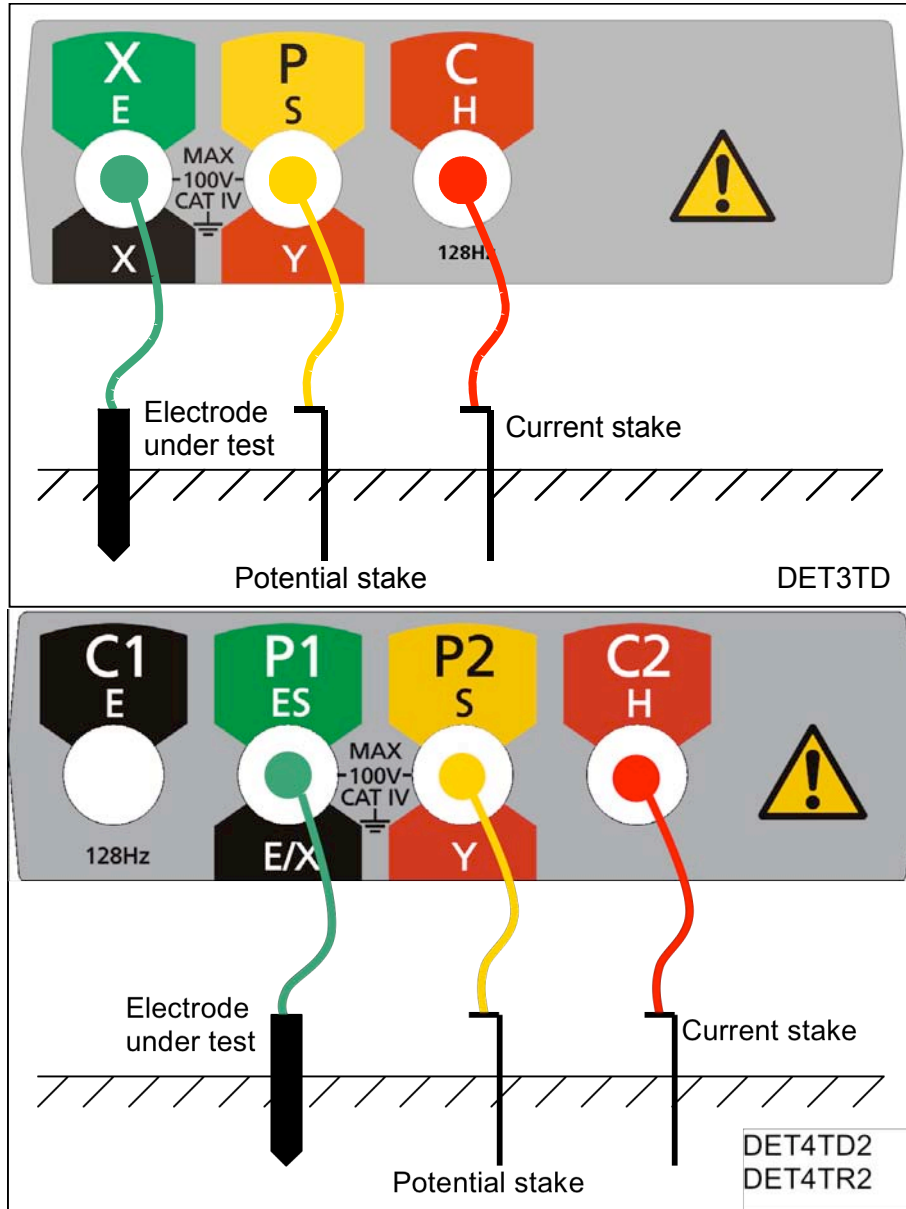 X P C
E S H
MAX
100V
CAT IV
X Y 128Hz
Electrode
under test
Current stake
Potential stake
DET3TD
C1 P1 P2 C2
E ES S H
MAX
100V
CAT IV
128Hz E/X Y
Electrode
under test
Current stake
Potential stake
DET4TD2
DET4TR2